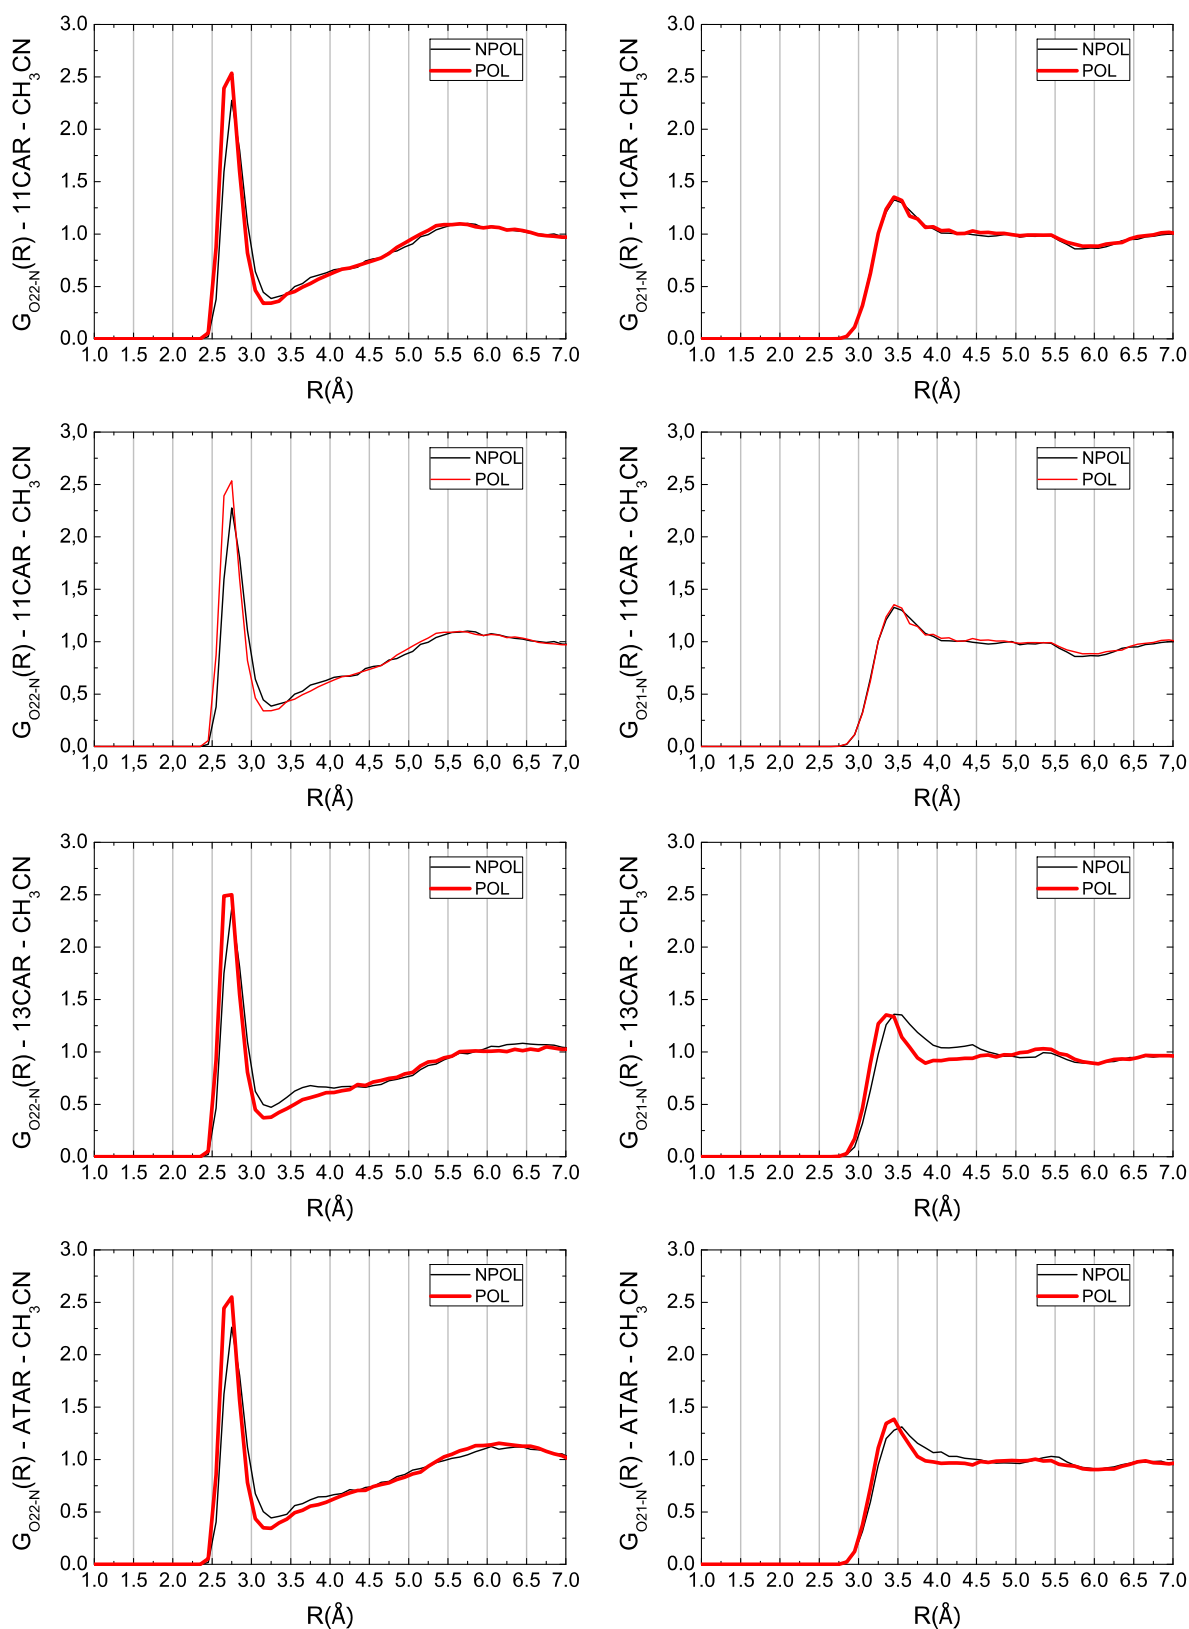 G_O22-N(R) - 11CAR - CH_3CN
3.0
2.5
2.0
1.5
1.0
0.5
0.0
NPOL
POL
1.0 1.5 2.0 2.5 3.0 3.5 4.0 4.5 5.0 5.5 6.0 6.5 7.0
R(Å)
G_O21-N(R) - 11CAR - CH_3CN
3.0
2.5
2.0
1.5
1.0
0.5
0.0
NPOL
POL
1.0 1.5 2.0 2.5 3.0 3.5 4.0 4.5 5.0 5.5 6.0 6.5 7.0
R(Å)
G_O22-N(R) - 11CAR - CH_3CN
3,0
2,5
2,0
1,5
1,0
0,5
0,0
NPOL
POL
1,0 1,5 2,0 2,5 3,0 3,5 4,0 4,5 5,0 5,5 6,0 6,5 7,0
R(Å)
G_O21-N(R) - 11CAR - CH_3CN
3,0
2,5
2,0
1,5
1,0
0,5
0,0
NPOL
POL
1,0 1,5 2,0 2,5 3,0 3,5 4,0 4,5 5,0 5,5 6,0 6,5 7,0
R(Å)
G_O22-N(R) - 13CAR - CH_3CN
3.0
2.5
2.0
1.5
1.0
0.5
0.0
NPOL
POL
1.0 1.5 2.0 2.5 3.0 3.5 4.0 4.5 5.0 5.5 6.0 6.5 7.0
R(Å)
G_O21-N(R) - 13CAR - CH_3CN
3.0
2.5
2.0
1.5
1.0
0.5
0.0
NPOL
POL
1.0 1.5 2.0 2.5 3.0 3.5 4.0 4.5 5.0 5.5 6.0 6.5 7.0
R(Å)
G_O22-N(R) - ATAR - CH_3CN
3.0
2.5
2.0
1.5
1.0
0.5
0.0
NPOL
POL
1.0 1.5 2.0 2.5 3.0 3.5 4.0 4.5 5.0 5.5 6.0 6.5 7.0
R(Å)
G_O21-N(R) - ATAR - CH_3CN
3.0
2.5
2.0
1.5
1.0
0.5
0.0
NPOL
POL
1.0 1.5 2.0 2.5 3.0 3.5 4.0 4.5 5.0 5.5 6.0 6.5 7.0
R(Å)